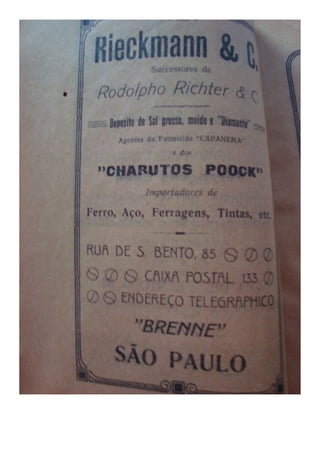 Rieckmann & C.
Successores de
Rodolpho Richter & C
Deposito de Sal grosso, moido e "Diamante"
Agentes do Formicida "CAPANEMA"
e dos
"CHARUTOS POOCK"
Importadores de
Ferro, Aço, Ferragens, Tintas, etc.
RUA DE S. BENTO, 85
CAIXA POSTAL, 133
ENDEREÇO TELEGRAPHICO
"BRENNE"
SÃO PAULO